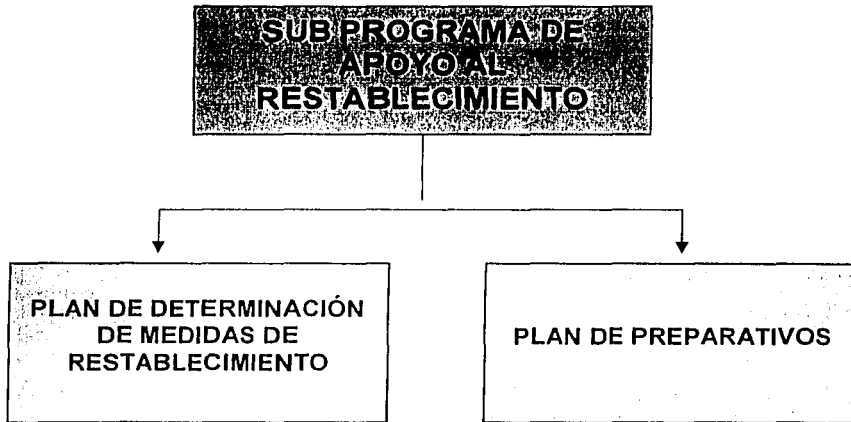 SUB PROGRAMA DE
APOYO AL
RESTABLECIMIENTO
PLAN DE DETERMINACIÓN
DE MEDIDAS DE
RESTABLECIMIENTO
PLAN DE PREPARATIVOS